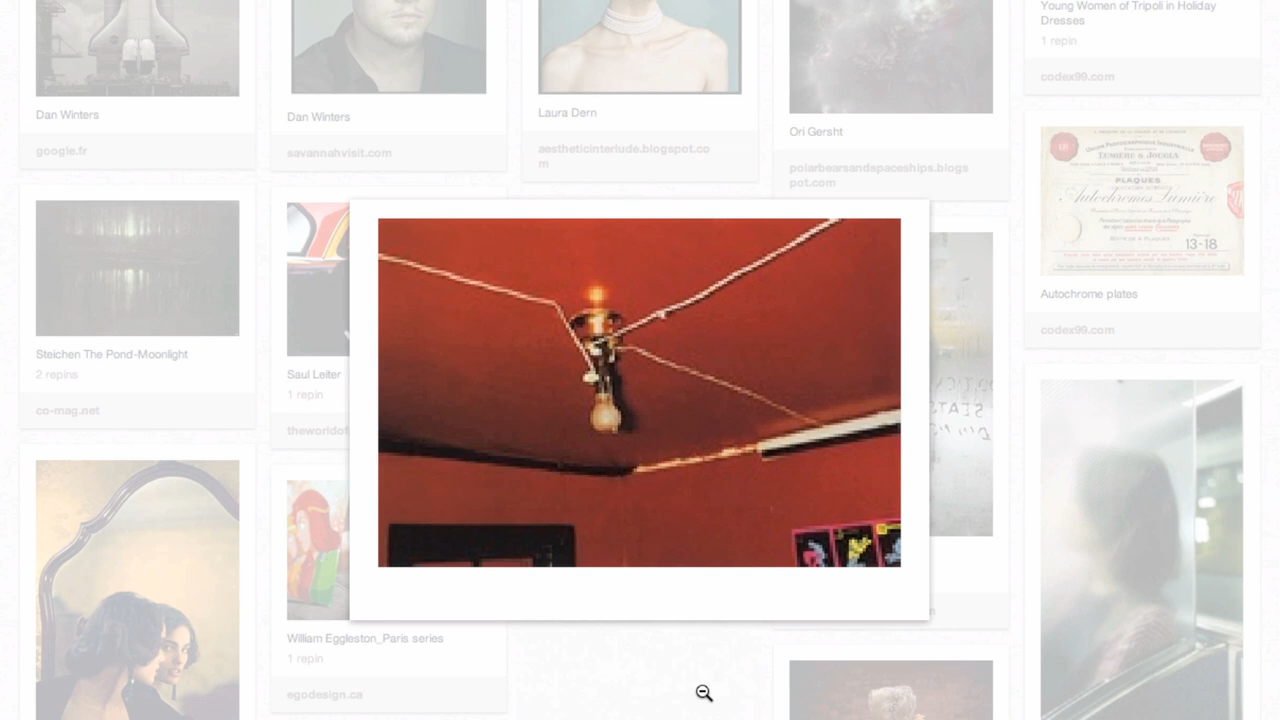 Dan Winters
google.fr
Steichen The Pond-Moonlight
2 repins
co-mag.net
Dan Winters
savannahvisit.com
Saul Leiter
1 repin
theworldof
William Eggleston_Paris series
1 repin
egodesign.ca
Laura Dern
aestheticinterlude.blogspot.co
m
Ori Gersht
polarbearsandspaceships.blogs
pot.com
Young Women of Tripoli in Holiday
Dresses
1 repin
codex99.com
LUMIÈRE & JOUGLA
PLAQUES
Autochromes Lumière
13-18
Autochrome plates
codex99.com